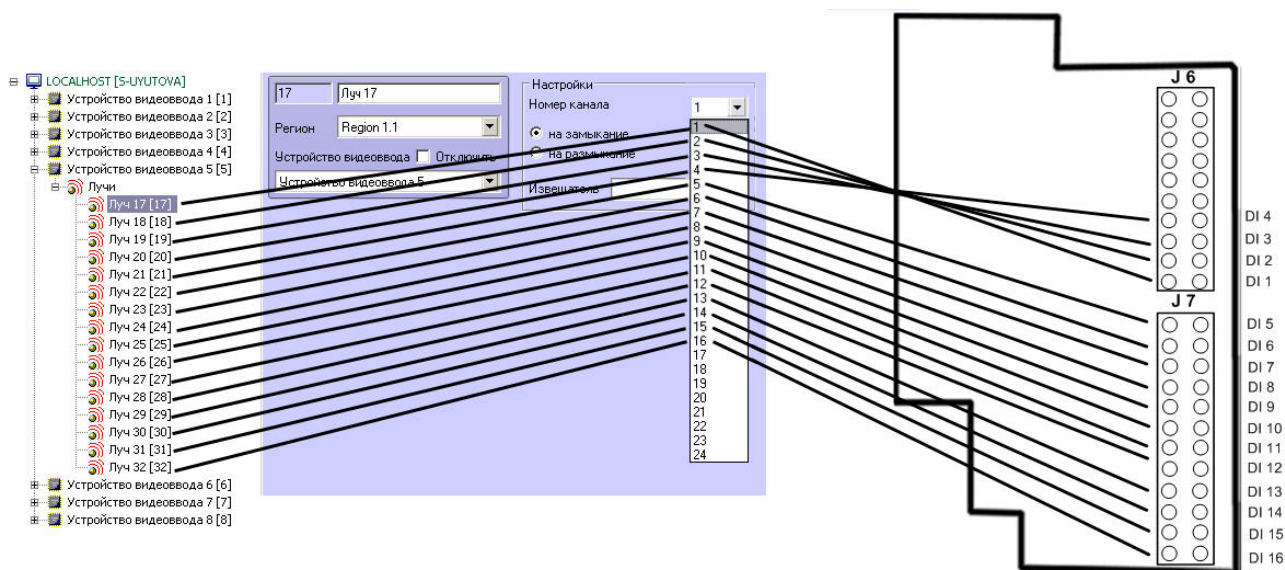 LOCALHOST [S-UYUTOVA]
Устройство видеоввода 1 [1]
Устройство видеоввода 2 [2]
Устройство видеоввода 3 [3]
Устройство видеоввода 4 [4]
Устройство видеоввода 5 [5]
Лучи
Луч 17 [17]
Луч 18 [18]
Луч 19 [19]
Луч 20 [20]
Луч 21 [21]
Луч 22 [22]
Луч 23 [23]
Луч 24 [24]
Луч 25 [25]
Луч 26 [26]
Луч 27 [27]
Луч 28 [28]
Луч 29 [29]
Луч 30 [30]
Луч 31 [31]
Луч 32 [32]
Устройство видеоввода 6 [6]
Устройство видеоввода 7 [7]
Устройство видеоввода 8 [8]
17
Луч 17
Регион
Region 1.1
Устройство видеоввода
Отключить
Устройство видеоввода 5
Настройки
Номер канала
1
на замыкание
на размыкание
Извещатель
1
2
3
4
5
6
7
8
9
10
11
12
13
14
15
16
17
18
19
20
21
22
23
24
J 6
DI 4
DI 3
DI 2
DI 1
J 7
DI 5
DI 6
DI 7
DI 8
DI 9
DI 10
DI 11
DI 12
DI 13
DI 14
DI 15
DI 16